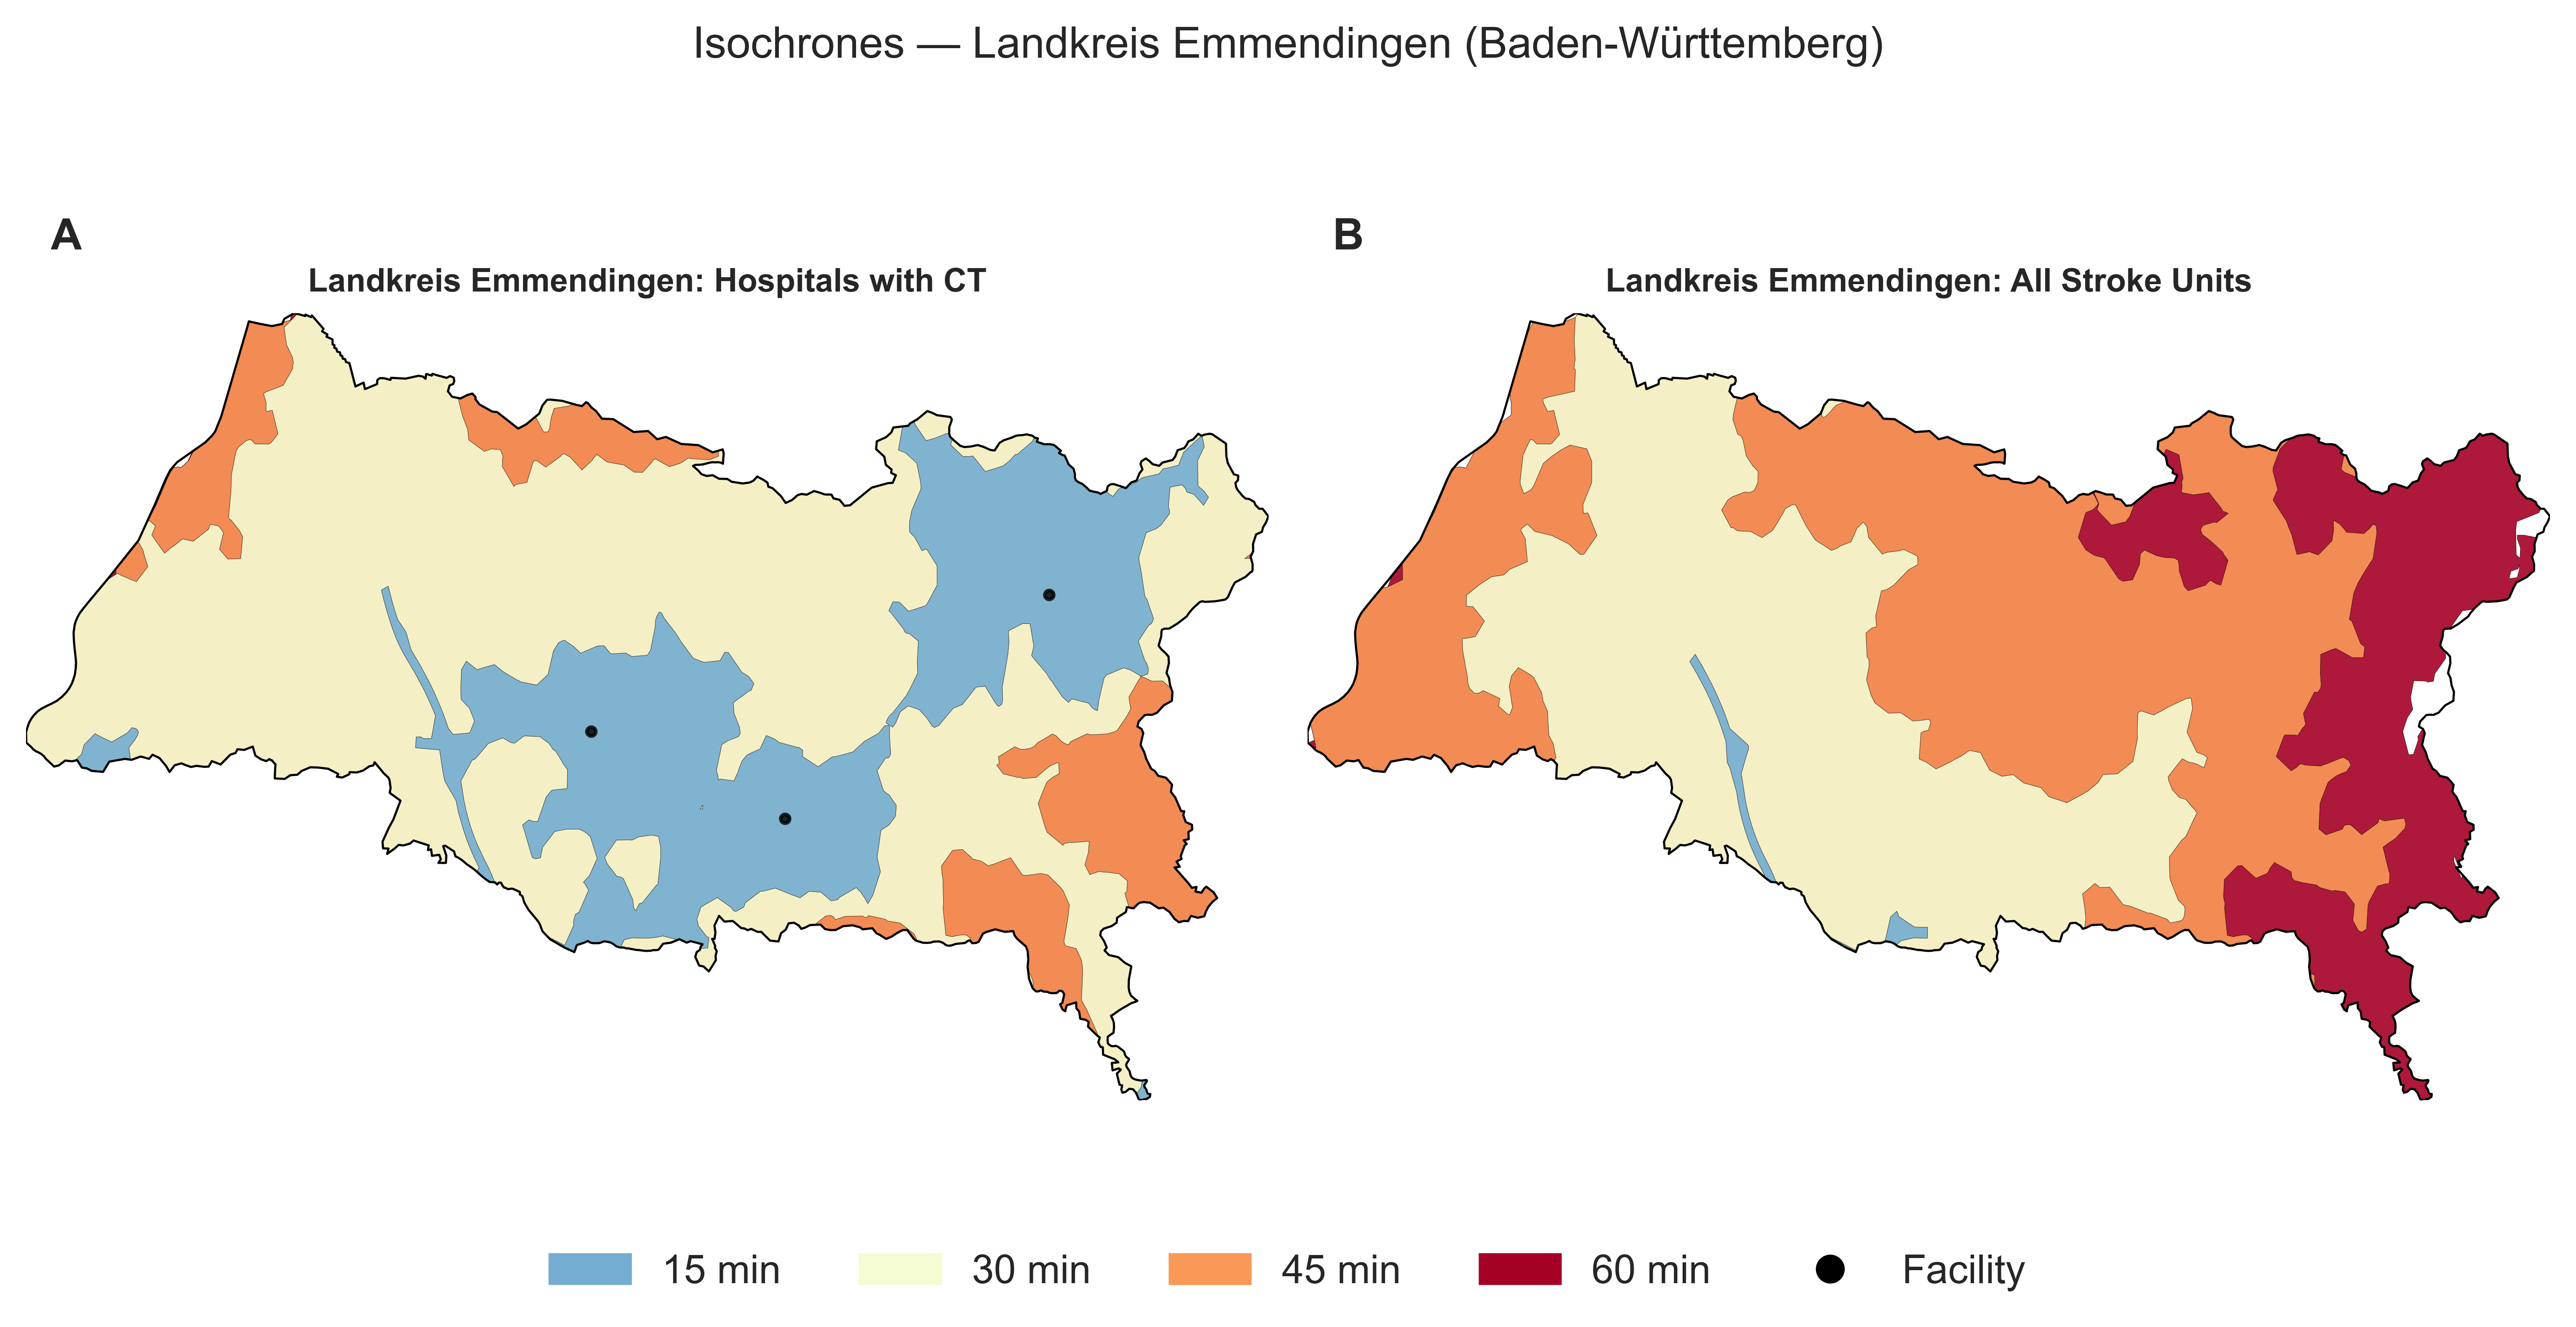 Isochrones — Landkreis Emmendingen (Baden-Württemberg)
A
Landkreis Emmendingen: Hospitals with CT
B
Landkreis Emmendingen: All Stroke Units
15 min
30 min
45 min
60 min
Facility